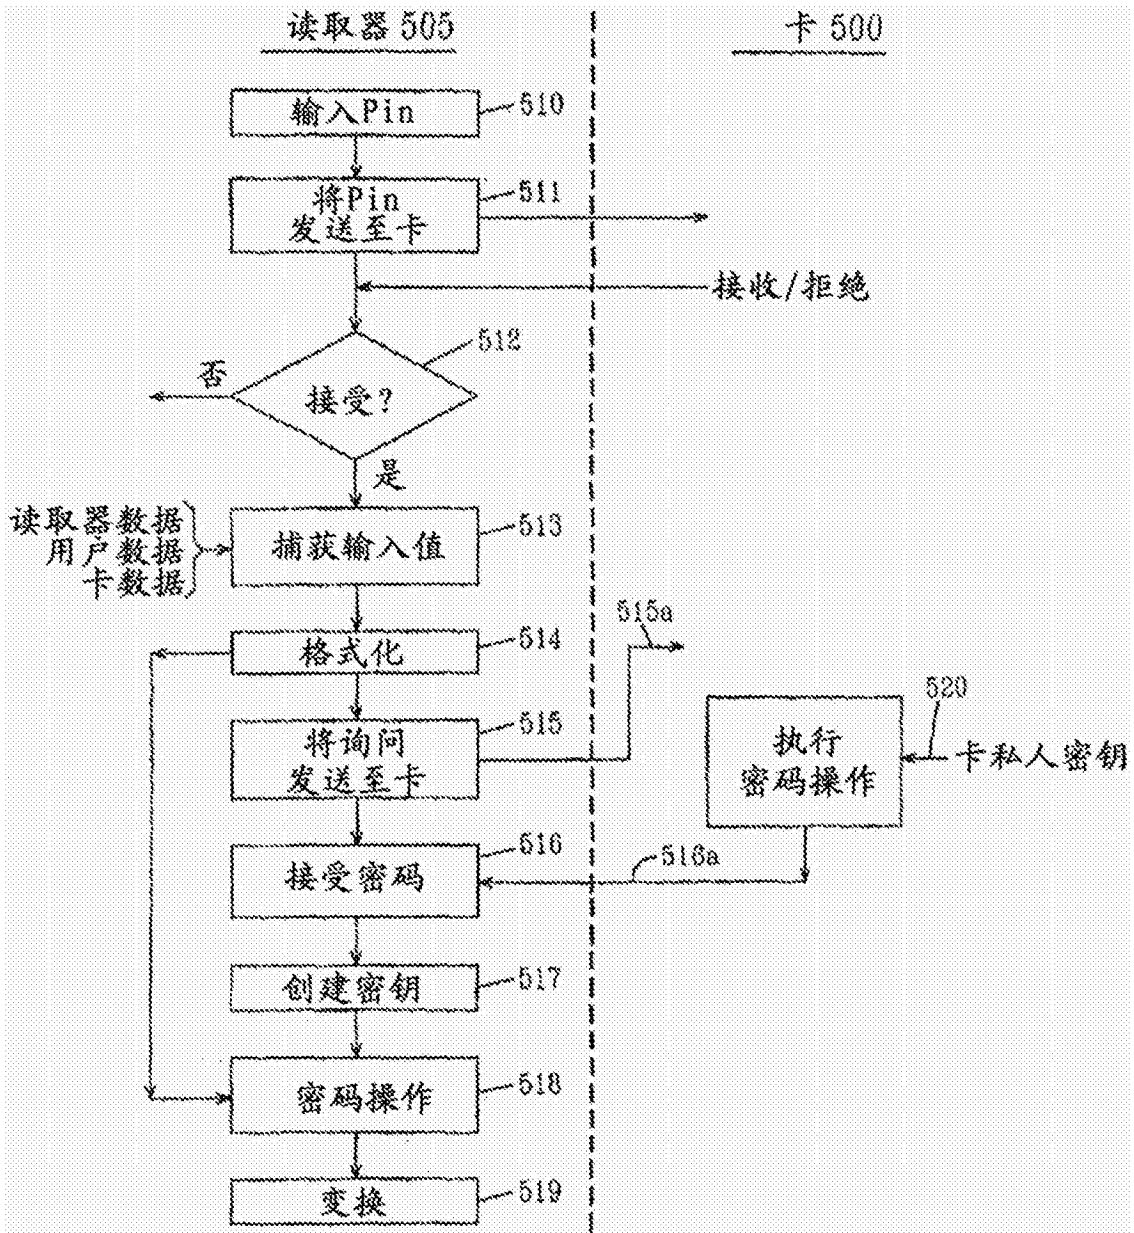 读取器 505
卡 500
输入Pin
510
将Pin
发送至卡
511
接收/拒绝
512
否
接受?
是
读取器数据
用户数据
卡数据
捕获输入值
513
515a
格式化
514
将询问
发送至卡
515
520
执行
密码操作
卡私人密钥
接受密码
516
516a
创建密钥
517
密码操作
518
变换
519